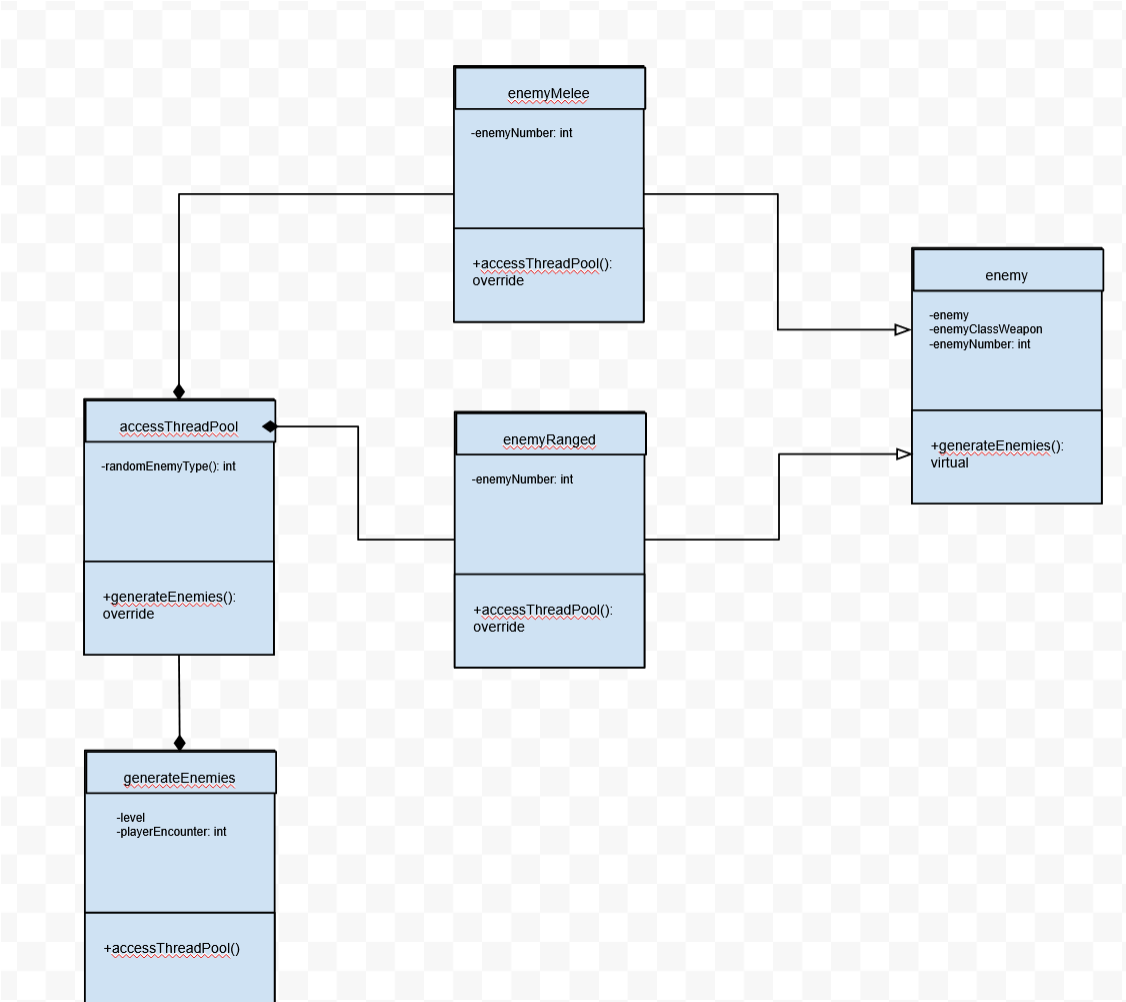 enemyMelee
-enemyNumber: int
+accessThreadPool():
override
enemy
-enemy
-enemyClassWeapon
-enemyNumber: int
+generateEnemies():
virtual
accessThreadPool
-randomEnemyType(): int
+generateEnemies():
override
enemyRanged
-enemyNumber: int
+accessThreadPool():
override
generateEnemies
-level
-playerEncounter: int
+accessThreadPool()